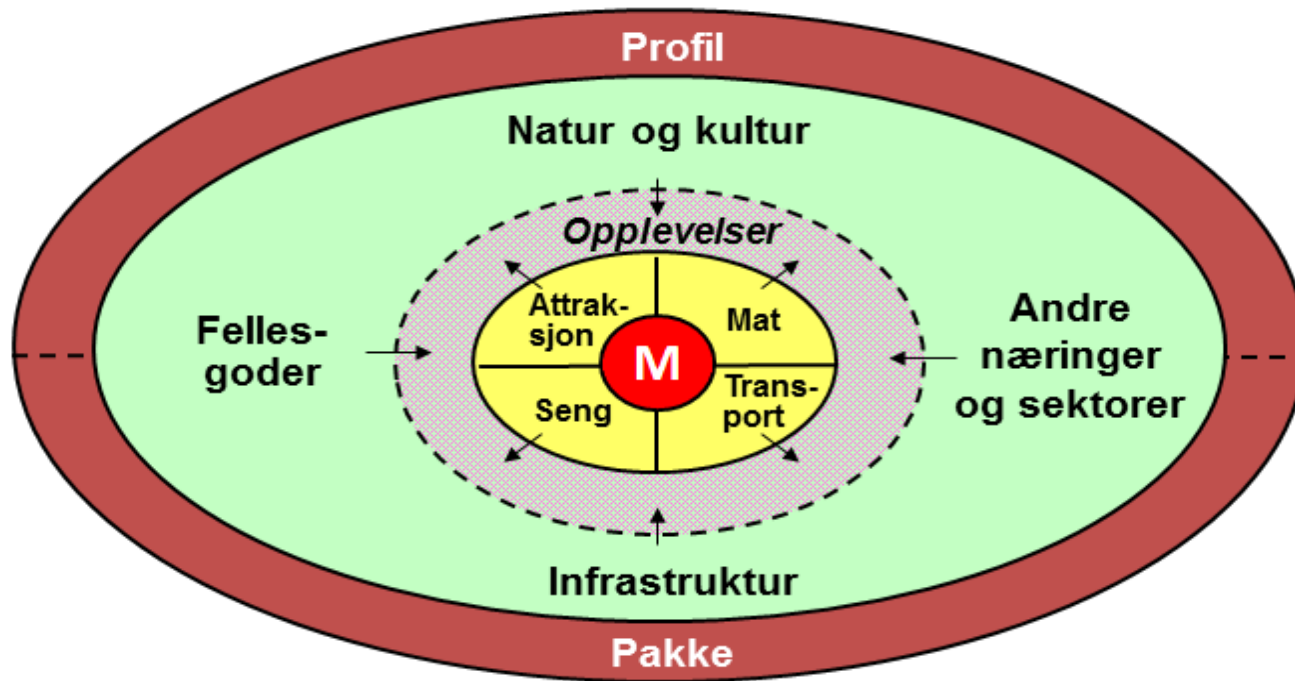 Profil
Natur og kultur
Opplevelser
Attrak-
sjon
Mat
Felles-
goder
M
Andre
næringer
og sektorer
Seng
Trans-
port
Infrastruktur
Pakke